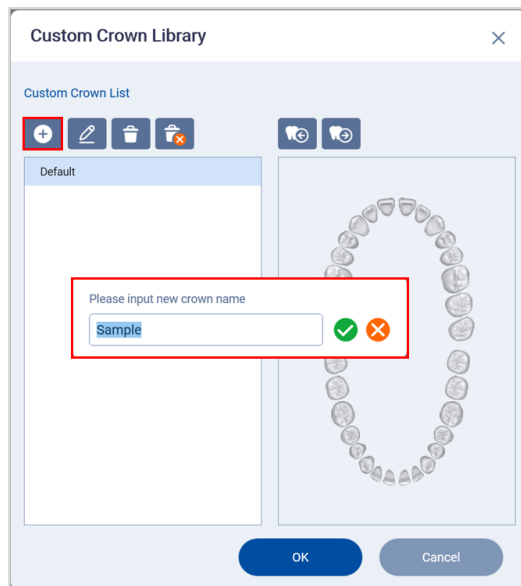 Custom Crown Library
Custom Crown List
Default
Please input new crown name
Sample
OK
Cancel